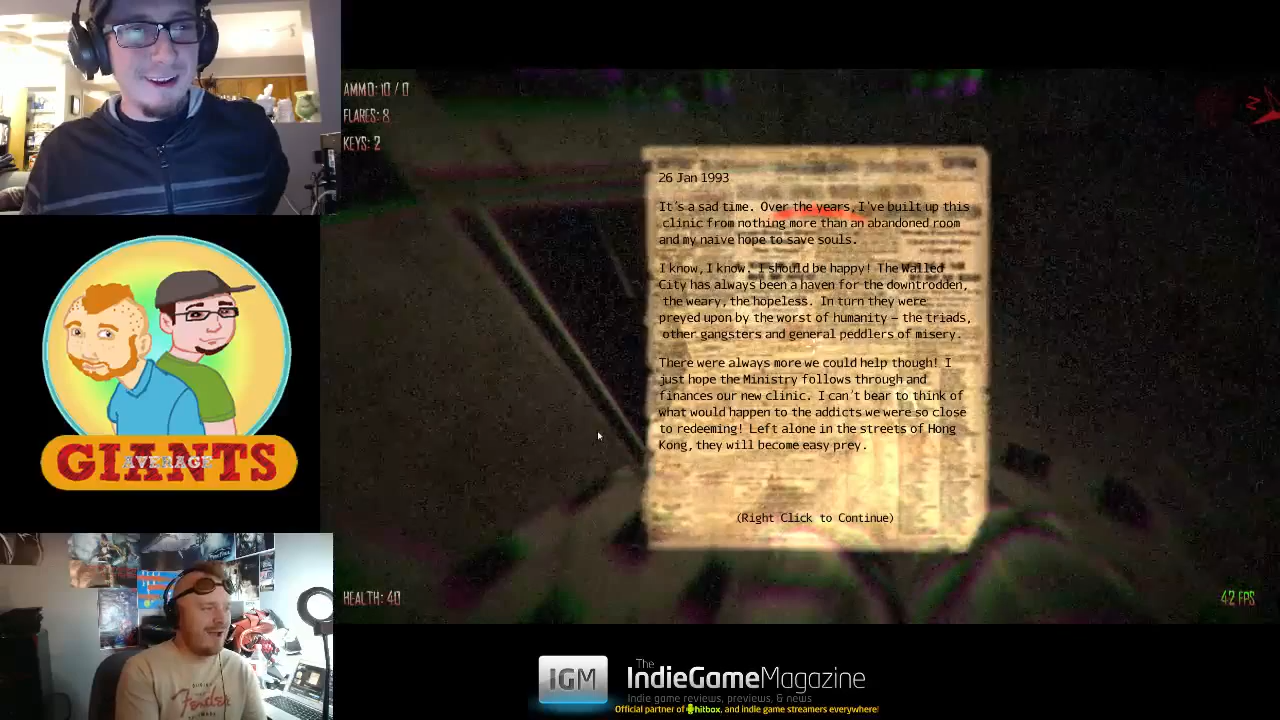 AMMO: 10 / 0
FLARES: 8
KEYS: 2
26 Jan 1993
It's a sad time. Over the years, I've built up this
clinic from nothing more than an abandoned room
and my naive hope to save souls.
I know, I know. I should be happy! The Walled
City has always been a haven for the downtrodden,
the weary, the hopeless. In turn they were
preyed upon by the worst of humanity – the triads,
other gangsters and general peddlers of misery.
There were always more we could help though! I
just hope the Ministry follows through and
finances our new clinic. I can't bear to think of
what would happen to the addicts we were so close
to redeeming! Left alone in the streets of Hong
Kong, they will become easy prey.
(Right Click to Continue)
HEALTH: 40
42 FPS
GIANTS
AVERAGE
Fender
IGM
The
IndieGameMagazine
Indie game reviews, previews, & news
Official partner of hitbox, and indie game streamers everywhere!